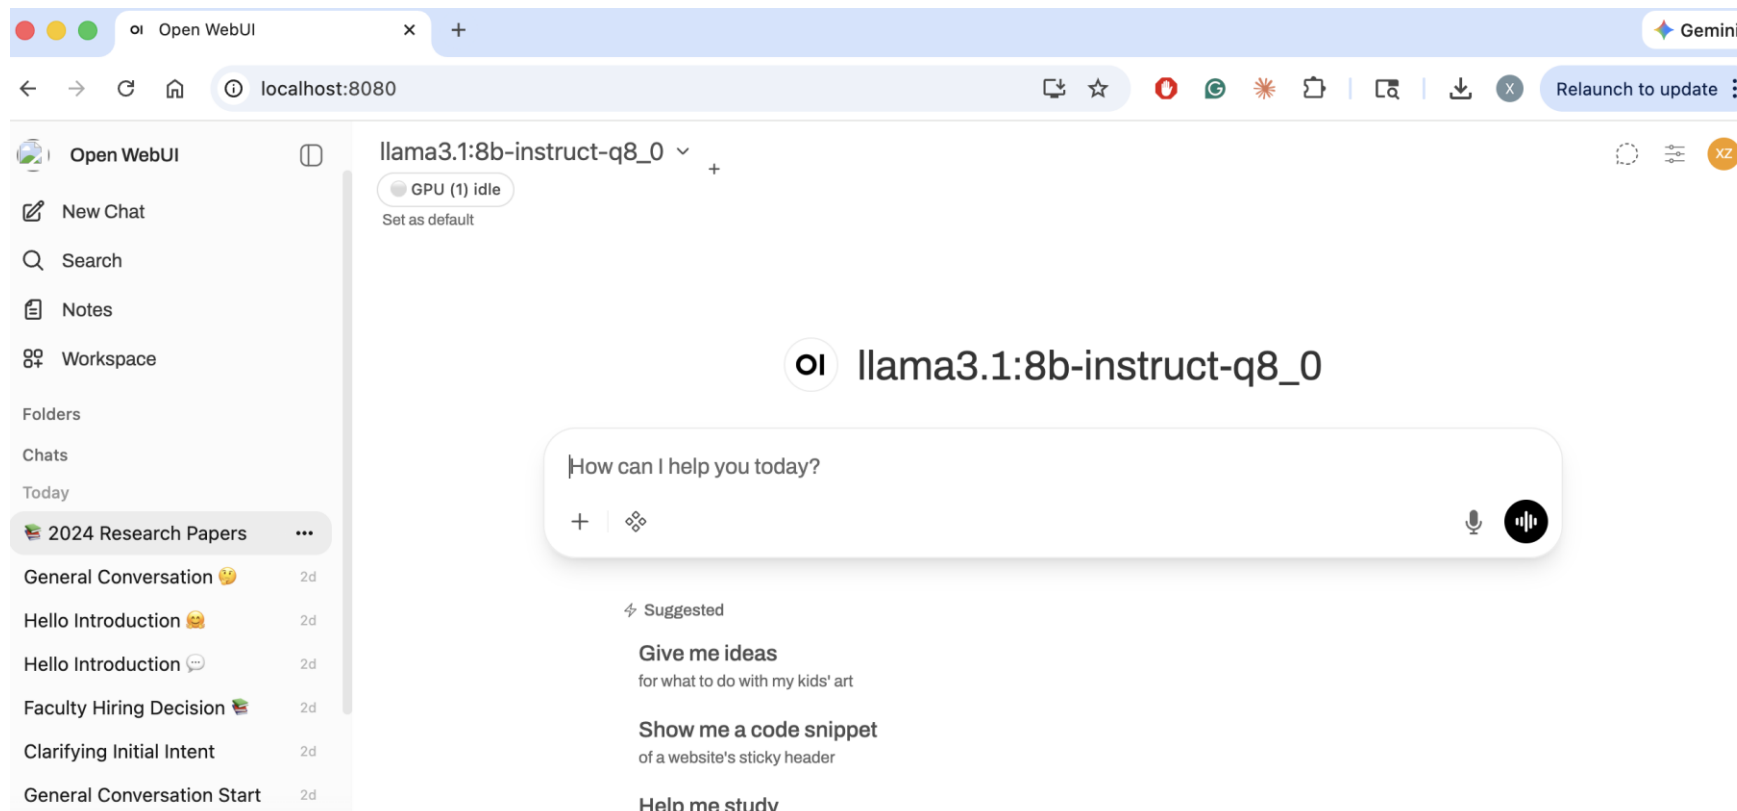 OI Open WebUI
Gemini
localhost:8080
X
Relaunch to update
Open WebUI
New Chat
Search
Notes
Workspace
Folders
Chats
Today
2024 Research Papers
General Conversation 🤔 2d
Hello Introduction 🤗 2d
Hello Introduction 💬 2d
Faculty Hiring Decision 📚 2d
Clarifying Initial Intent 2d
General Conversation Start 2d
llama3.1:8b-instruct-q8_0
GPU (1) idle
Set as default
XZ
OI llama3.1:8b-instruct-q8_0
How can I help you today?
Suggested
Give me ideas
for what to do with my kids' art
Show me a code snippet
of a website's sticky header
Help me study